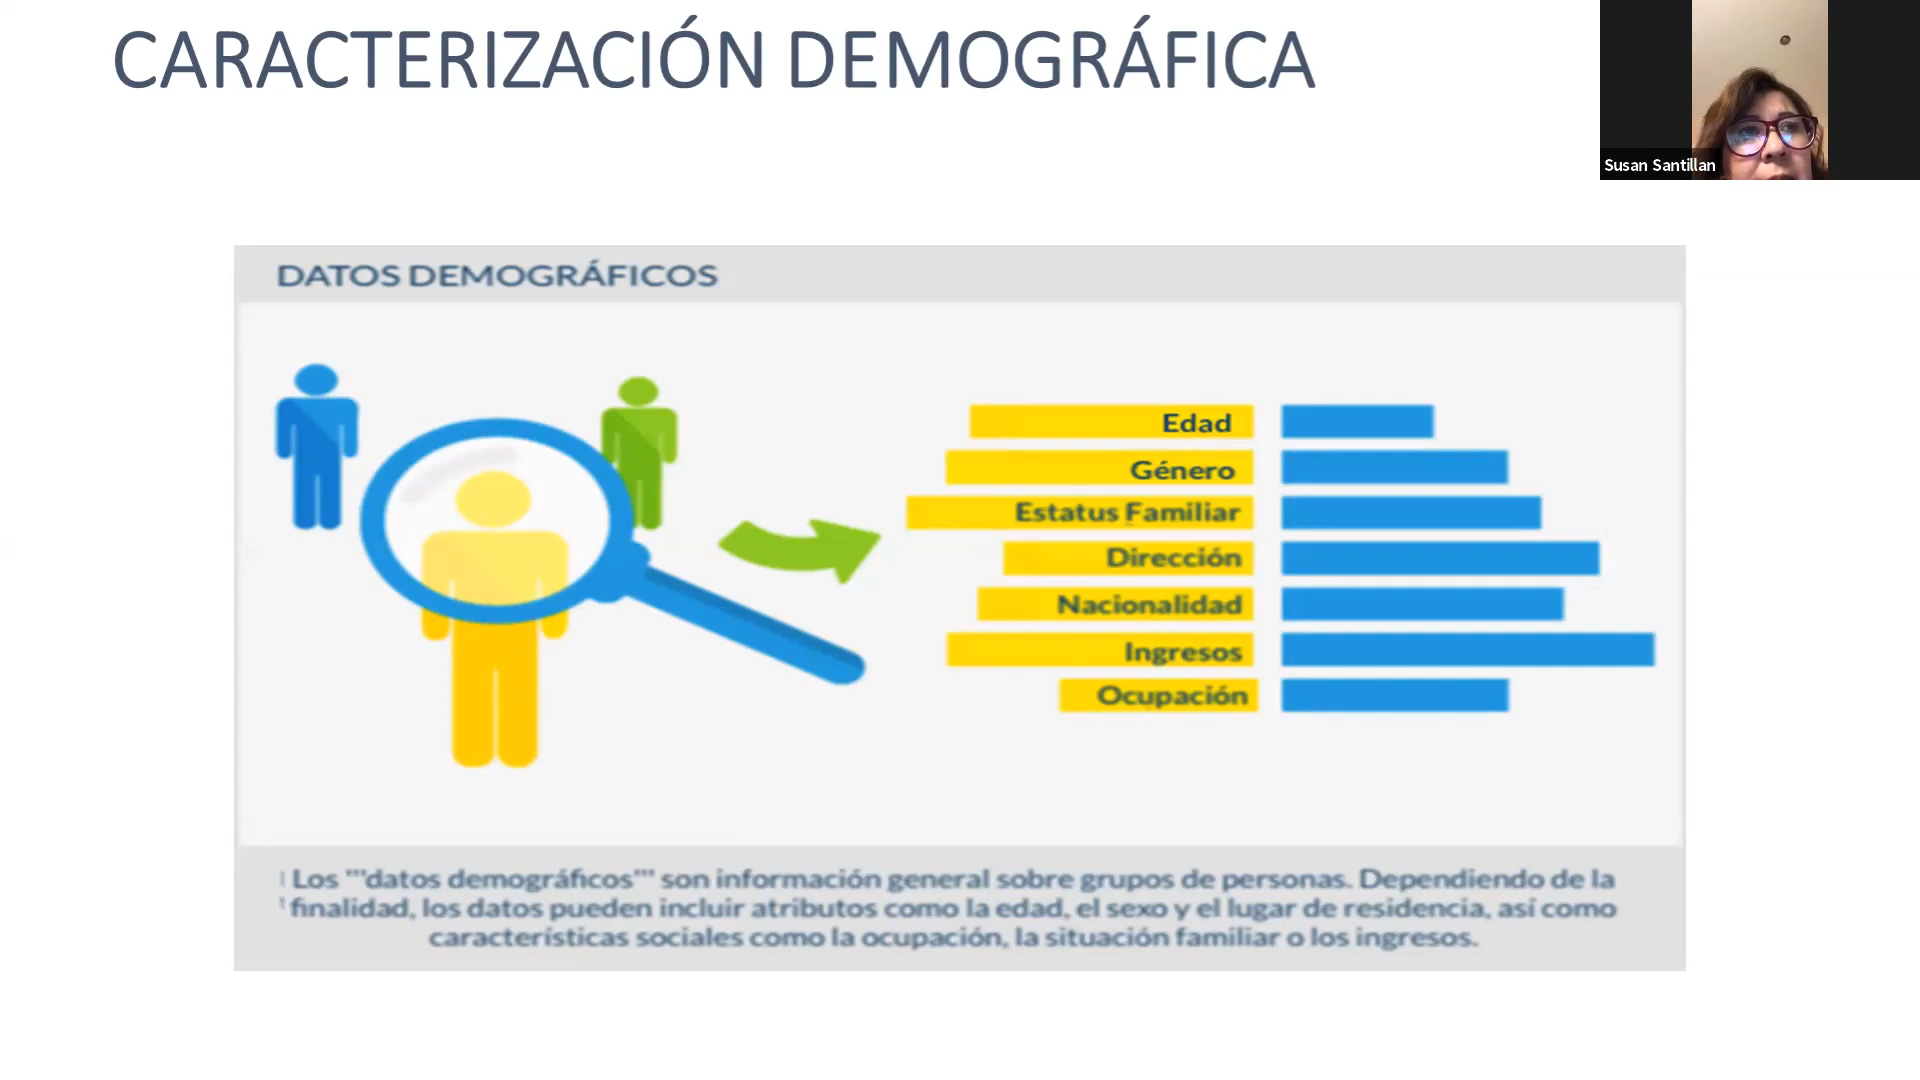 CARACTERIZACIÓN DEMOGRÁFICA
Susan Santillan
DATOS DEMOGRÁFICOS
Edad
Género
Estatus Familiar
Dirección
Nacionalidad
Ingresos
Ocupación
Los '''datos demográficos''' son información general sobre grupos de personas. Dependiendo de la
finalidad, los datos pueden incluir atributos como la edad, el sexo y el lugar de residencia, así como
características sociales como la ocupación, la situación familiar o los ingresos.